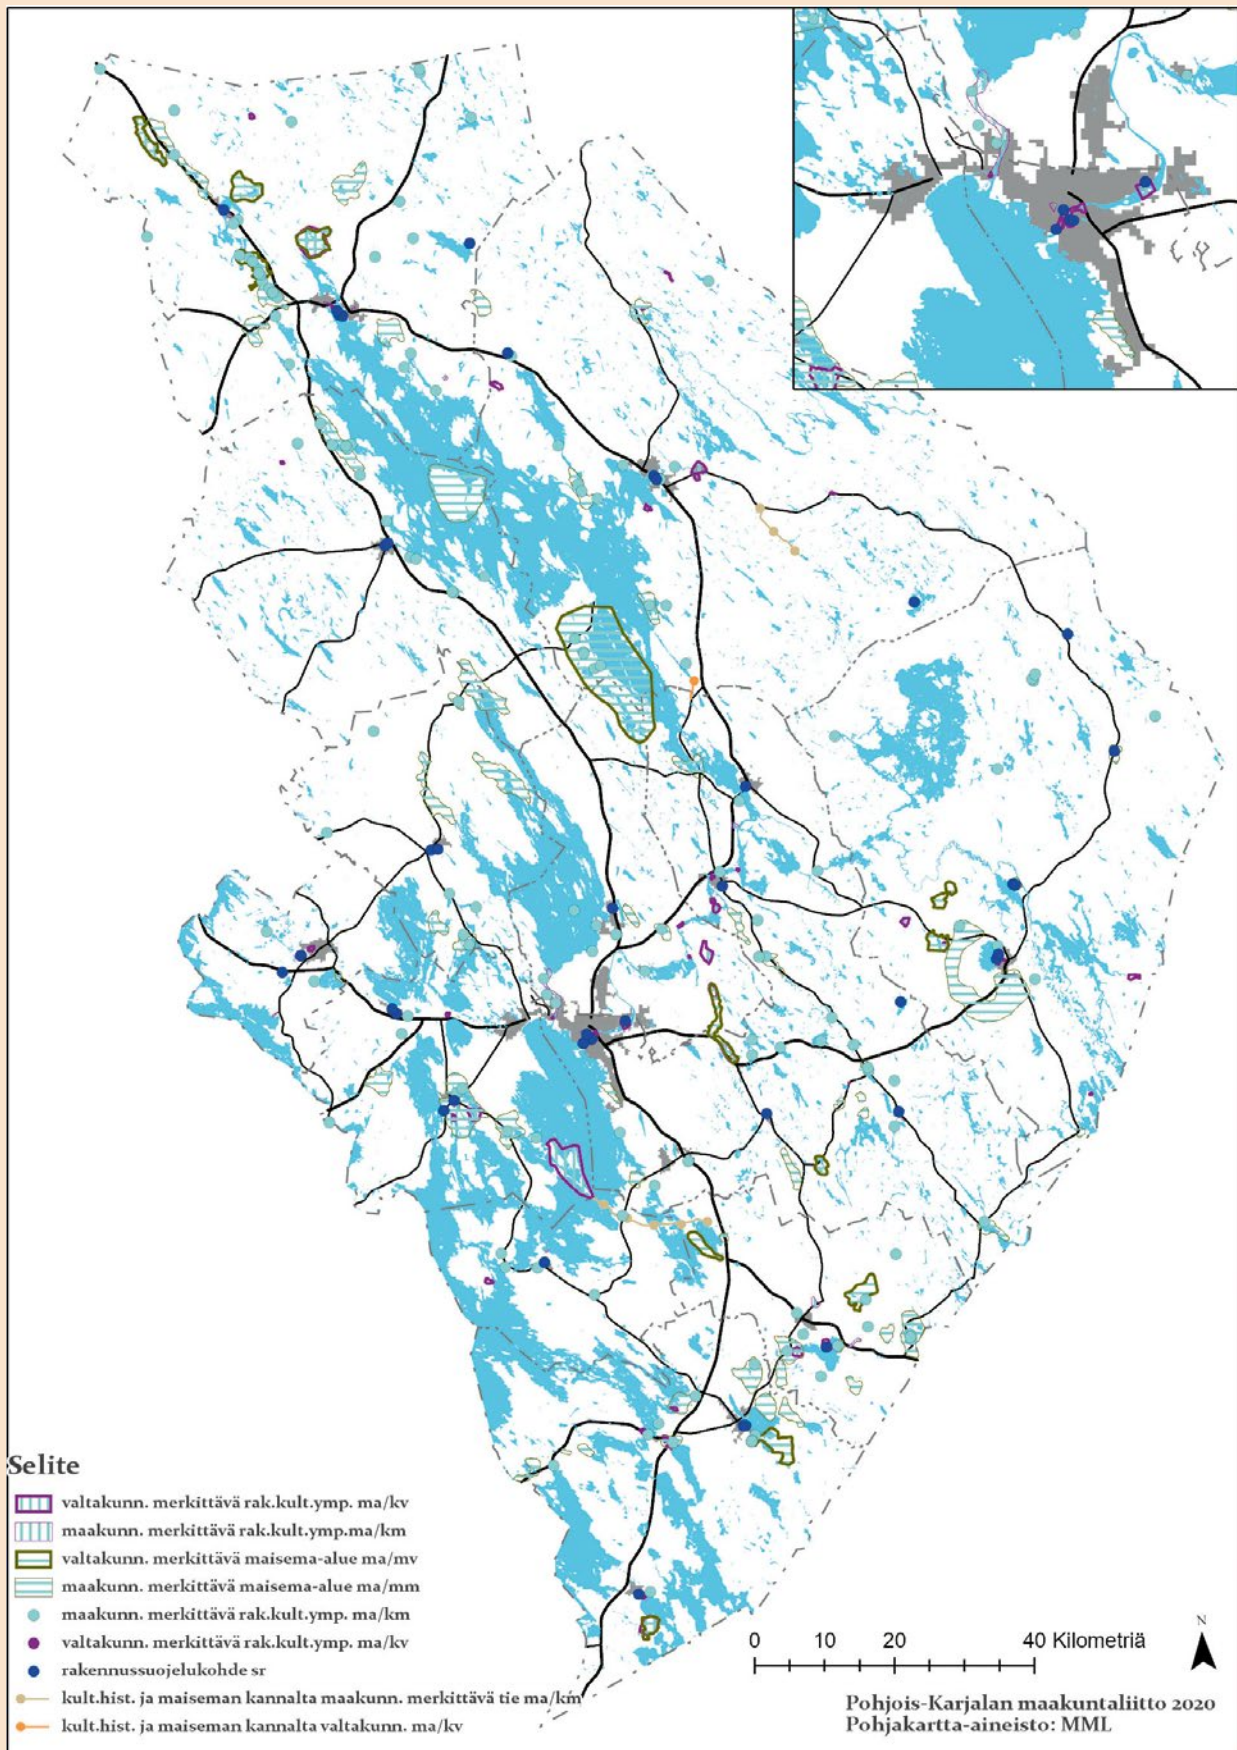 N
Selite
valtakunn. merkittävä rak.kult.ymp. ma/kv
maakunn. merkittävä rak.kult.ymp.ma/km
valtakunn. merkittävä maisema-alue ma/mv
maakunn. merkittävä maisema-alue ma/mm
maakunn. merkittävä rak.kult.ymp. ma/km
valtakunn. merkittävä rak.kult.ymp. ma/kv
rakennussuojelukohde sr
kult.hist. ja maiseman kannalta maakunn. merkittävä tie ma/km
kult.hist. ja maiseman kannalta valtakunn. ma/kv
0 10 20 40 Kilometriä
Pohjois-Karjalan maakuntaliitto 2020
Pohjakartta-aineisto: MML